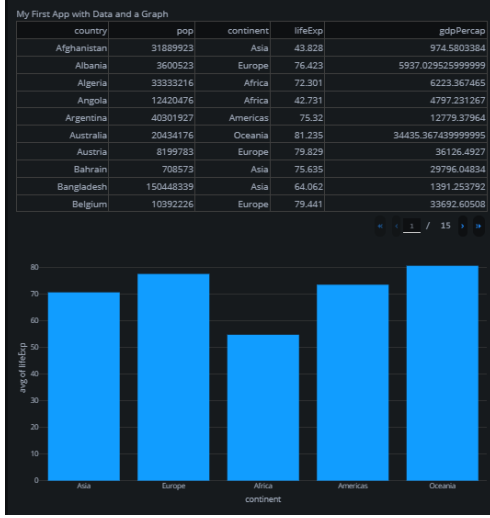 My First App with Data and a Graph
country pop continent lifeExp gdpPercap
Afghanistan 31889923 Asia 43.828 974.5803384
Albania 3600523 Europe 76.423 5937.029525999999
Algeria 33333216 Africa 72.301 6223.367465
Angola 12420476 Africa 42.731 4797.231267
Argentina 40301927 Americas 75.32 12779.37964
Australia 20434176 Oceania 81.235 34435.367439999995
Austria 8199783 Europe 79.829 36126.4927
Bahrain 708573 Asia 75.635 29796.04834
Bangladesh 150448339 Asia 64.062 1391.253792
Belgium 10392226 Europe 79.441 33692.60508
« ‹ 1 / 15 › »
80
70
60
50
40
30
20
10
0
avg of lifeExp
Asia Europe Africa Americas Oceania
continent